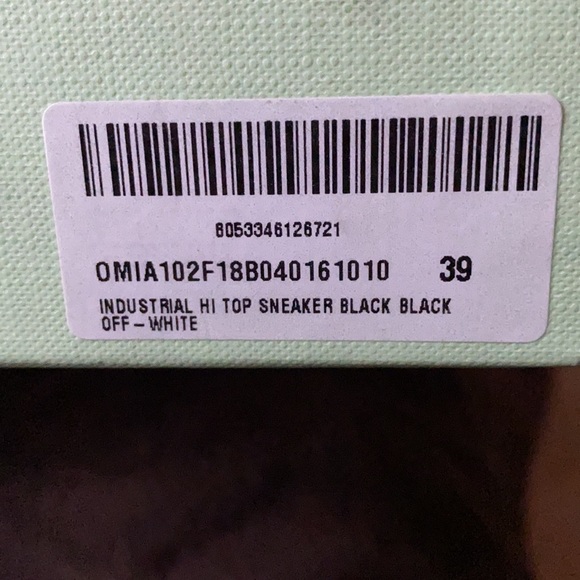 8053346126721
OMIA102F18B040161010 39
INDUSTRIAL HI TOP SNEAKER BLACK BLACK
OFF-WHITE